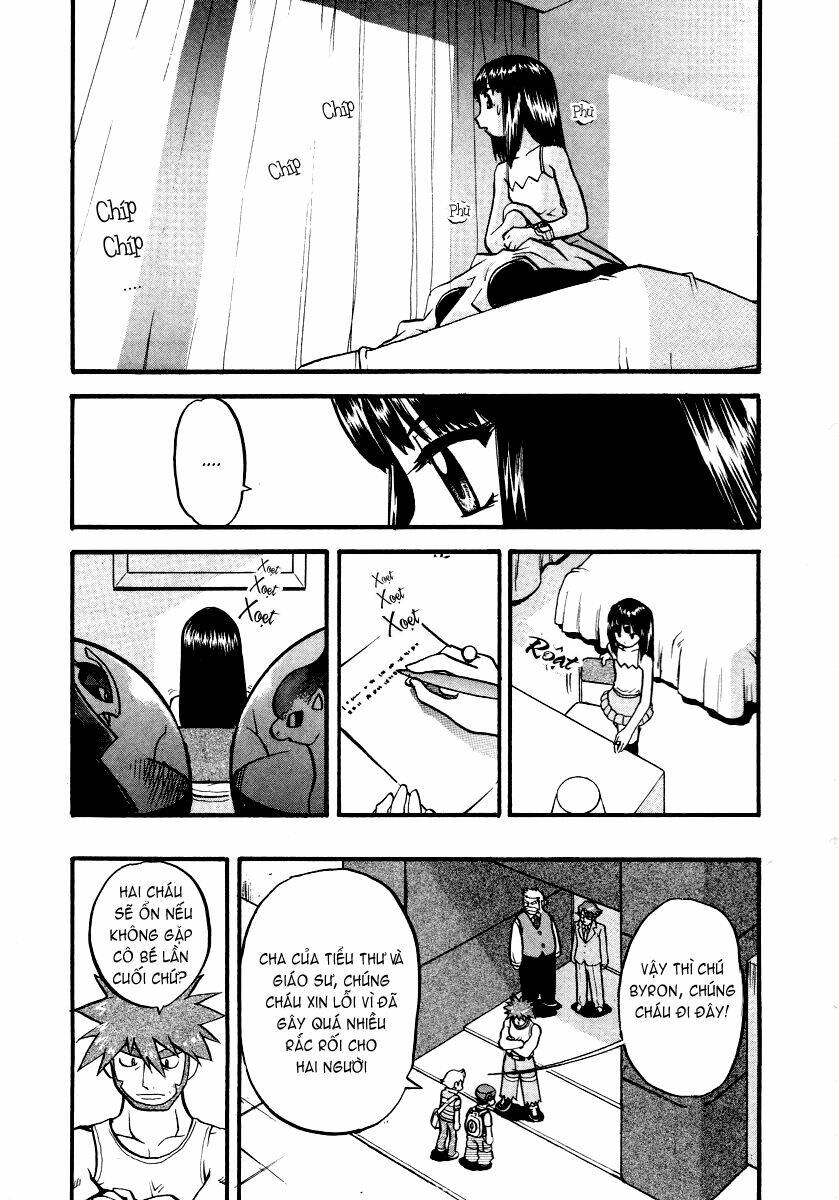 Chíp
Chíp
Chíp
Chíp
....
Phù
Phù
....
Xoẹt
Xoẹt
Xoẹt
Xoẹt
Xoẹt
Xoẹt
Roạt
HAI CHÁU
SẼ ỔN NẾU
KHÔNG GẶP
CÔ BÉ LẦN
CUỐI CHỨ?
CHA CỦA TIỂU THƯ VÀ
GIÁO SƯ, CHÚNG
CHÁU XIN LỖI VÌ ĐÃ
GÂY QUÁ NHIỀU
RẮC RỐI CHO
HAI NGƯỜI
VẬY THÌ CHÚ
BYRON, CHÚNG
CHÁU ĐI ĐÂY!